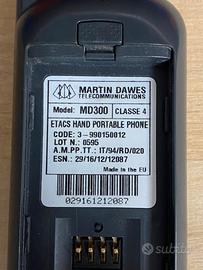 MARTIN DAWES
TELECOMMUNICATIONS
Model: MD300 CLASSE 4
ETACS HAND PORTABLE PHONE
CODE: 3-990150012
LOT N.: 0595
A.M.PP.TT.: IT/94/RD/020
ESN.: 29/16/12/12087
Made in the EU
029161212087
subito